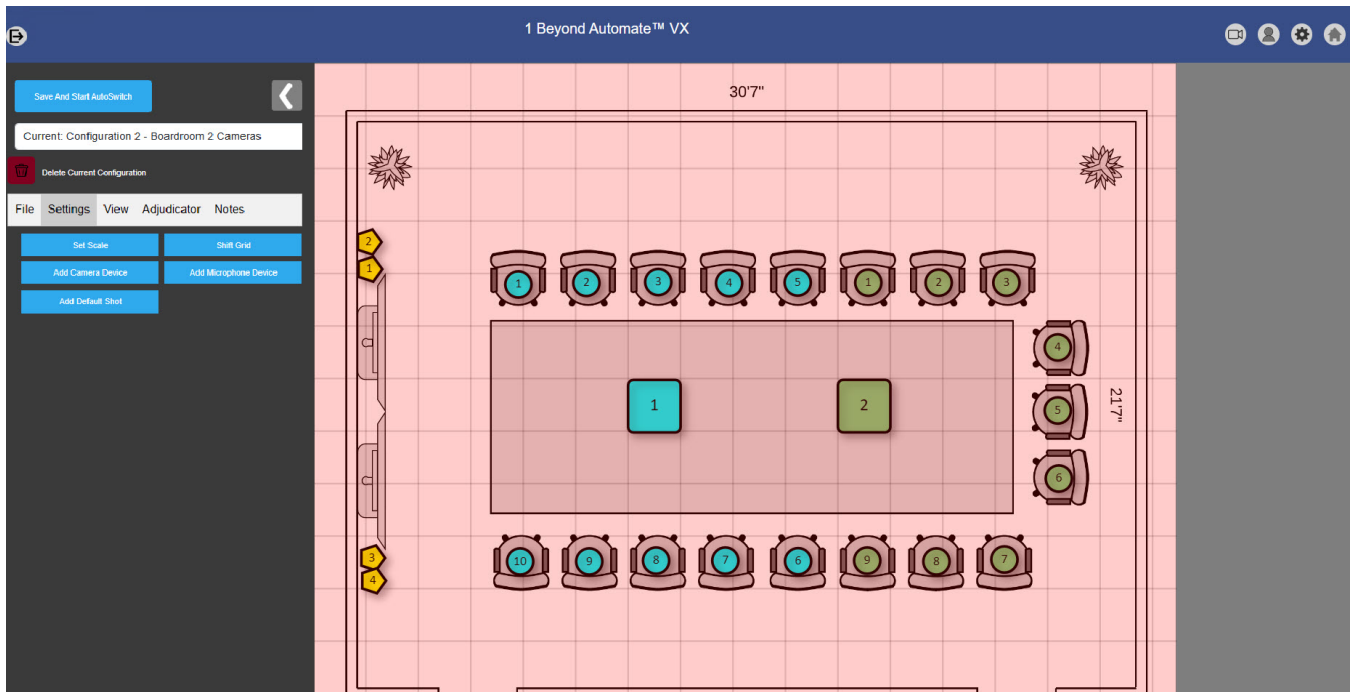 1 Beyond Automate™ VX
Save And Start AutoSwitch
Current: Configuration 2 - Boardroom 2 Cameras
Delete Current Configuration
File Settings View Adjudicator Notes
Set Scale Shift Grid
Add Camera Device Add Microphone Device
Add Default Shot
30'7"
2
1
1 2 3 4 5 1 2 3
4
1 2
5
21'7"
6
3
4
10 9 8 7 6 9 8 7